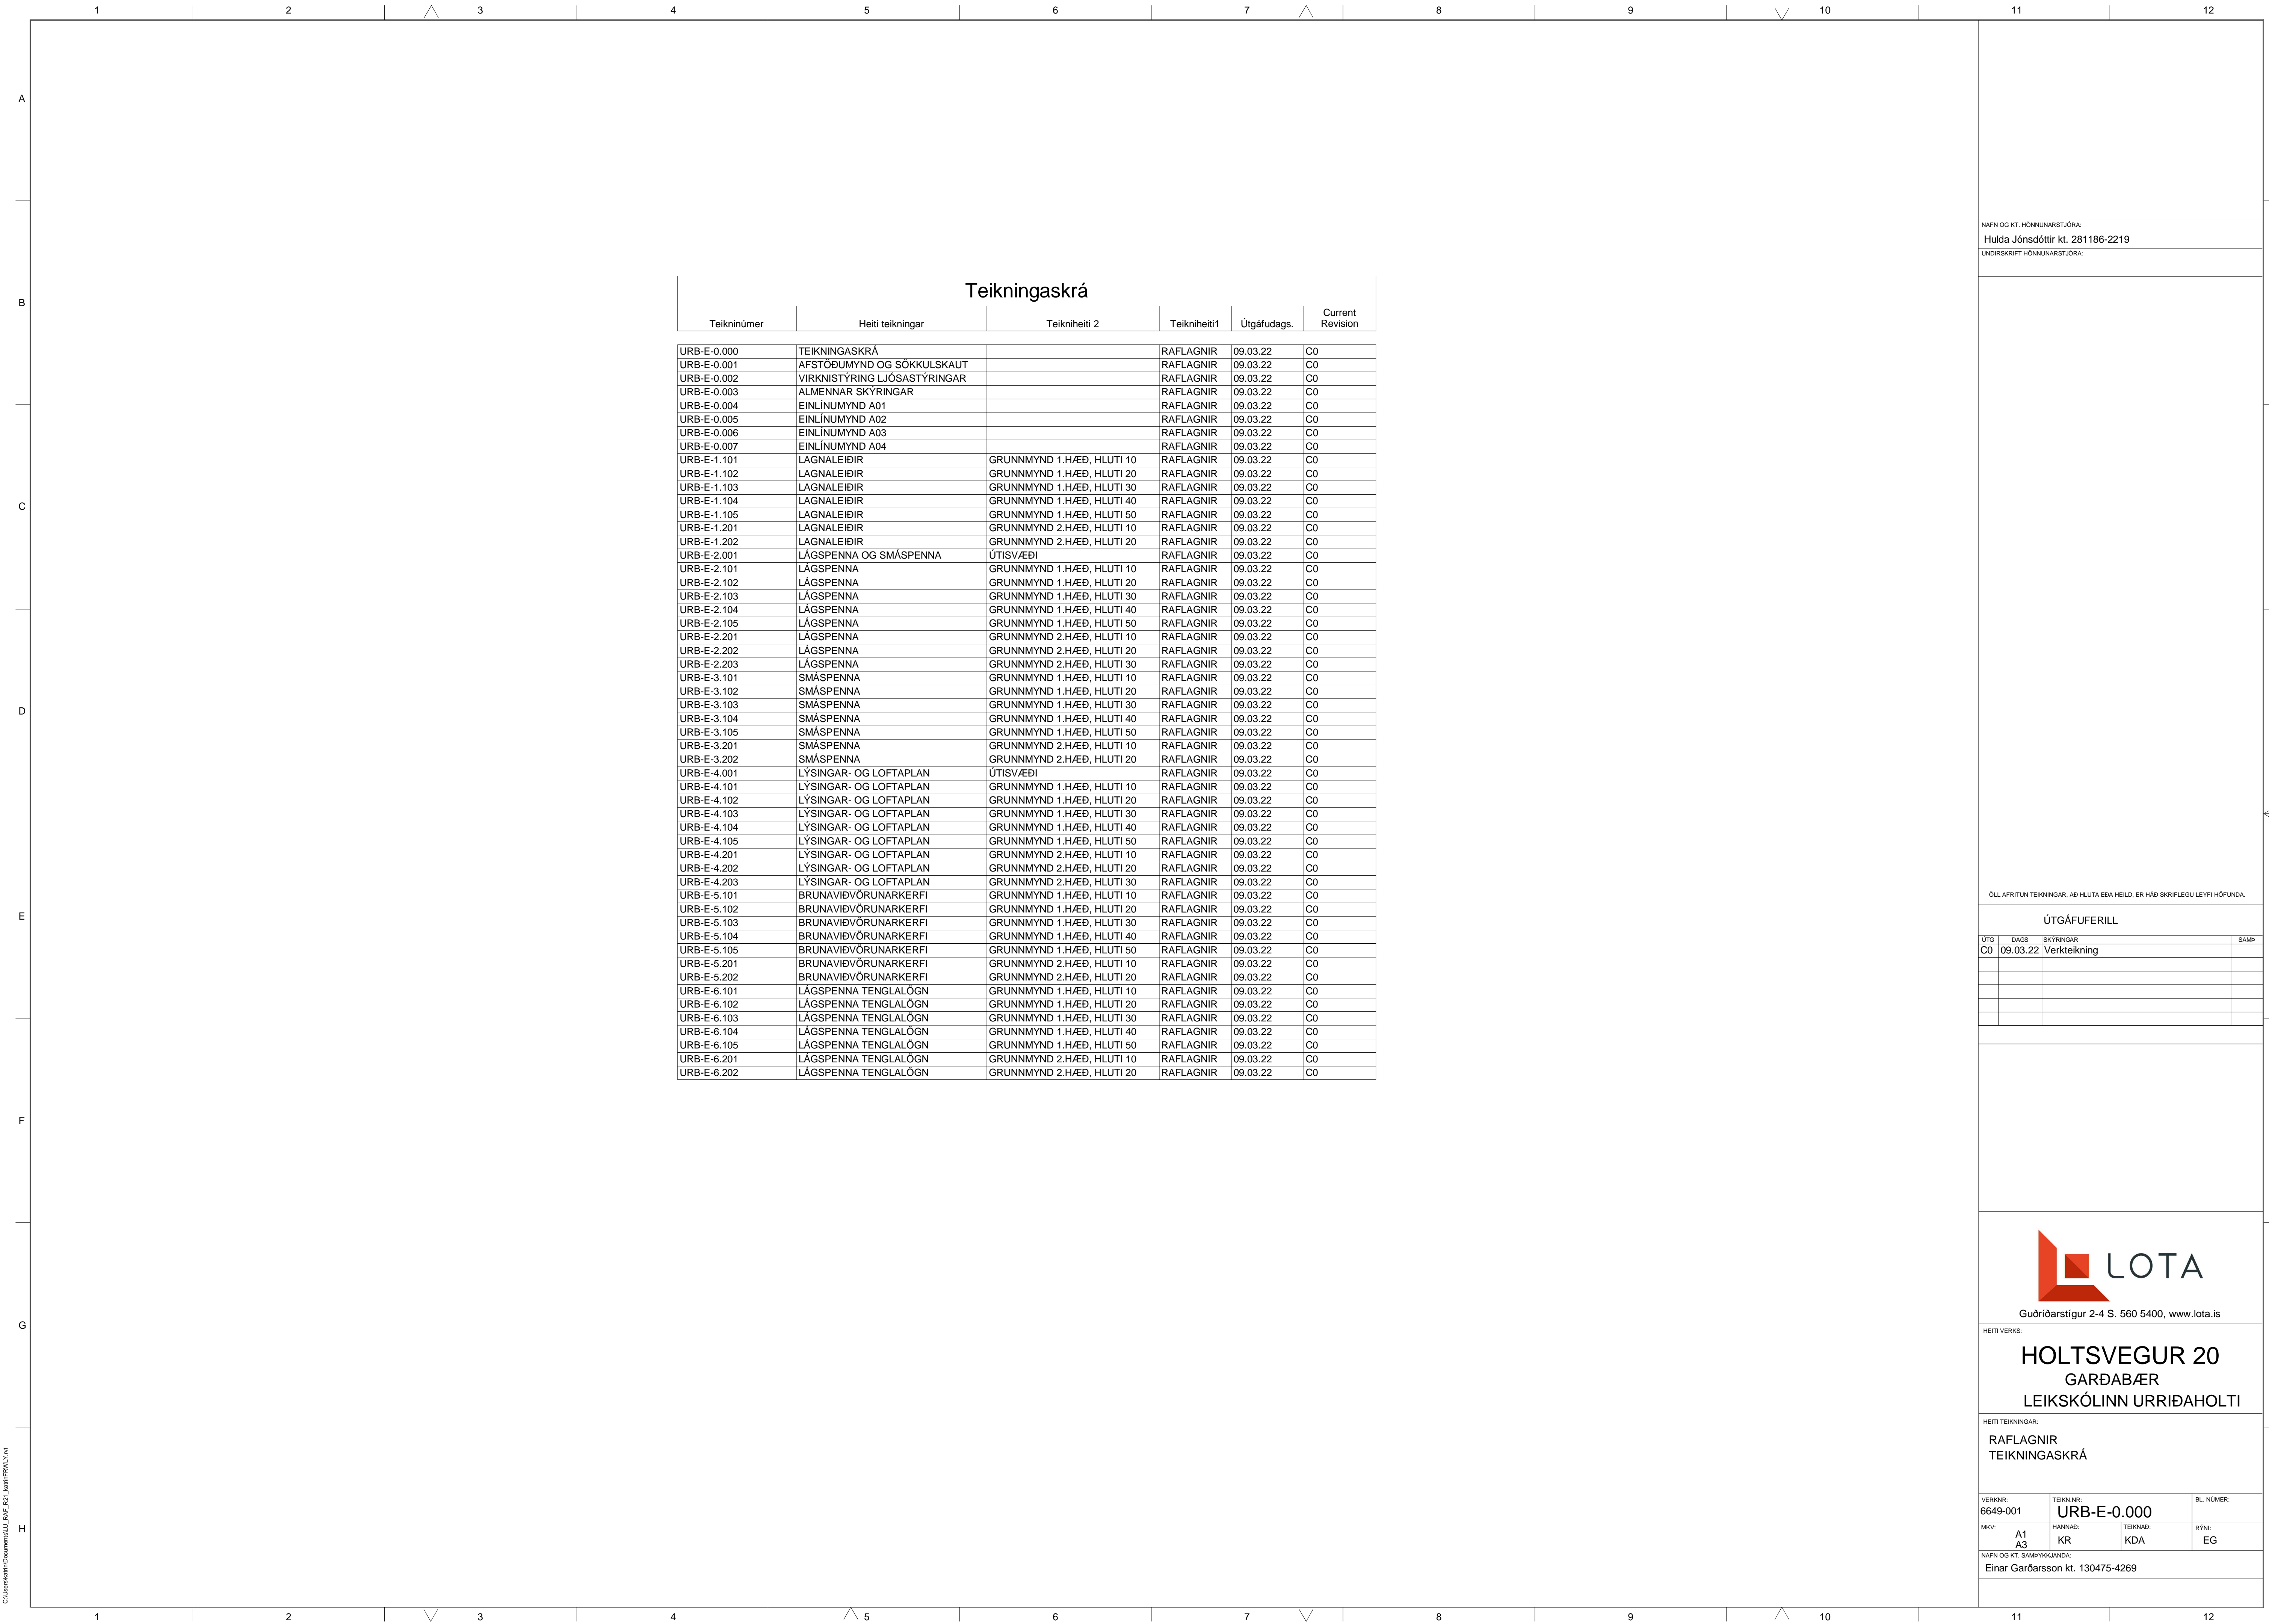 1 2 3 4 5 6 7 8 9 10 11 12
A
B
C
D
E
F
G
H
Teikningaskrá
Teikninúmer Heiti teikningar Teikniheiti 2 Teikniheiti1 Útgáfudags. Current Revision
URB-E-0.000 TEIKNINGASKRÁ RAFLAGNIR 09.03.22 C0
URB-E-0.001 AFSTÖÐUMYND OG SÖKKULSKAUT RAFLAGNIR 09.03.22 C0
URB-E-0.002 VIRKNISTÝRING LJÓSASTÝRINGAR RAFLAGNIR 09.03.22 C0
URB-E-0.003 ALMENNAR SKÝRINGAR RAFLAGNIR 09.03.22 C0
URB-E-0.004 EINLÍNUMYND A01 RAFLAGNIR 09.03.22 C0
URB-E-0.005 EINLÍNUMYND A02 RAFLAGNIR 09.03.22 C0
URB-E-0.006 EINLÍNUMYND A03 RAFLAGNIR 09.03.22 C0
URB-E-0.007 EINLÍNUMYND A04 RAFLAGNIR 09.03.22 C0
URB-E-1.101 LAGNALEIÐIR GRUNNMYND 1.HÆÐ, HLUTI 10 RAFLAGNIR 09.03.22 C0
URB-E-1.102 LAGNALEIÐIR GRUNNMYND 1.HÆÐ, HLUTI 20 RAFLAGNIR 09.03.22 C0
URB-E-1.103 LAGNALEIÐIR GRUNNMYND 1.HÆÐ, HLUTI 30 RAFLAGNIR 09.03.22 C0
URB-E-1.104 LAGNALEIÐIR GRUNNMYND 1.HÆÐ, HLUTI 40 RAFLAGNIR 09.03.22 C0
URB-E-1.105 LAGNALEIÐIR GRUNNMYND 1.HÆÐ, HLUTI 50 RAFLAGNIR 09.03.22 C0
URB-E-1.201 LAGNALEIÐIR GRUNNMYND 2.HÆÐ, HLUTI 10 RAFLAGNIR 09.03.22 C0
URB-E-1.202 LAGNALEIÐIR GRUNNMYND 2.HÆÐ, HLUTI 20 RAFLAGNIR 09.03.22 C0
URB-E-2.001 LÁGSPENNA OG SMÁSPENNA ÚTISVÆÐI RAFLAGNIR 09.03.22 C0
URB-E-2.101 LÁGSPENNA GRUNNMYND 1.HÆÐ, HLUTI 10 RAFLAGNIR 09.03.22 C0
URB-E-2.102 LÁGSPENNA GRUNNMYND 1.HÆÐ, HLUTI 20 RAFLAGNIR 09.03.22 C0
URB-E-2.103 LÁGSPENNA GRUNNMYND 1.HÆÐ, HLUTI 30 RAFLAGNIR 09.03.22 C0
URB-E-2.104 LÁGSPENNA GRUNNMYND 1.HÆÐ, HLUTI 40 RAFLAGNIR 09.03.22 C0
URB-E-2.105 LÁGSPENNA GRUNNMYND 1.HÆÐ, HLUTI 50 RAFLAGNIR 09.03.22 C0
URB-E-2.201 LÁGSPENNA GRUNNMYND 2.HÆÐ, HLUTI 10 RAFLAGNIR 09.03.22 C0
URB-E-2.202 LÁGSPENNA GRUNNMYND 2.HÆÐ, HLUTI 20 RAFLAGNIR 09.03.22 C0
URB-E-2.203 LÁGSPENNA GRUNNMYND 2.HÆÐ, HLUTI 30 RAFLAGNIR 09.03.22 C0
URB-E-3.101 SMÁSPENNA GRUNNMYND 1.HÆÐ, HLUTI 10 RAFLAGNIR 09.03.22 C0
URB-E-3.102 SMÁSPENNA GRUNNMYND 1.HÆÐ, HLUTI 20 RAFLAGNIR 09.03.22 C0
URB-E-3.103 SMÁSPENNA GRUNNMYND 1.HÆÐ, HLUTI 30 RAFLAGNIR 09.03.22 C0
URB-E-3.104 SMÁSPENNA GRUNNMYND 1.HÆÐ, HLUTI 40 RAFLAGNIR 09.03.22 C0
URB-E-3.105 SMÁSPENNA GRUNNMYND 1.HÆÐ, HLUTI 50 RAFLAGNIR 09.03.22 C0
URB-E-3.201 SMÁSPENNA GRUNNMYND 2.HÆÐ, HLUTI 10 RAFLAGNIR 09.03.22 C0
URB-E-3.202 SMÁSPENNA GRUNNMYND 2.HÆÐ, HLUTI 20 RAFLAGNIR 09.03.22 C0
URB-E-4.001 LÝSINGAR- OG LOFTAPLAN ÚTISVÆÐI RAFLAGNIR 09.03.22 C0
URB-E-4.101 LÝSINGAR- OG LOFTAPLAN GRUNNMYND 1.HÆÐ, HLUTI 10 RAFLAGNIR 09.03.22 C0
URB-E-4.102 LÝSINGAR- OG LOFTAPLAN GRUNNMYND 1.HÆÐ, HLUTI 20 RAFLAGNIR 09.03.22 C0
URB-E-4.103 LÝSINGAR- OG LOFTAPLAN GRUNNMYND 1.HÆÐ, HLUTI 30 RAFLAGNIR 09.03.22 C0
URB-E-4.104 LÝSINGAR- OG LOFTAPLAN GRUNNMYND 1.HÆÐ, HLUTI 40 RAFLAGNIR 09.03.22 C0
URB-E-4.105 LÝSINGAR- OG LOFTAPLAN GRUNNMYND 1.HÆÐ, HLUTI 50 RAFLAGNIR 09.03.22 C0
URB-E-4.201 LÝSINGAR- OG LOFTAPLAN GRUNNMYND 2.HÆÐ, HLUTI 10 RAFLAGNIR 09.03.22 C0
URB-E-4.202 LÝSINGAR- OG LOFTAPLAN GRUNNMYND 2.HÆÐ, HLUTI 20 RAFLAGNIR 09.03.22 C0
URB-E-4.203 LÝSINGAR- OG LOFTAPLAN GRUNNMYND 2.HÆÐ, HLUTI 30 RAFLAGNIR 09.03.22 C0
URB-E-5.101 BRUNAVIÐVÖRUNARKERFI GRUNNMYND 1.HÆÐ, HLUTI 10 RAFLAGNIR 09.03.22 C0
URB-E-5.102 BRUNAVIÐVÖRUNARKERFI GRUNNMYND 1.HÆÐ, HLUTI 20 RAFLAGNIR 09.03.22 C0
URB-E-5.103 BRUNAVIÐVÖRUNARKERFI GRUNNMYND 1.HÆÐ, HLUTI 30 RAFLAGNIR 09.03.22 C0
URB-E-5.104 BRUNAVIÐVÖRUNARKERFI GRUNNMYND 1.HÆÐ, HLUTI 40 RAFLAGNIR 09.03.22 C0
URB-E-5.105 BRUNAVIÐVÖRUNARKERFI GRUNNMYND 1.HÆÐ, HLUTI 50 RAFLAGNIR 09.03.22 C0
URB-E-5.201 BRUNAVIÐVÖRUNARKERFI GRUNNMYND 2.HÆÐ, HLUTI 10 RAFLAGNIR 09.03.22 C0
URB-E-5.202 BRUNAVIÐVÖRUNARKERFI GRUNNMYND 2.HÆÐ, HLUTI 20 RAFLAGNIR 09.03.22 C0
URB-E-6.101 LÁGSPENNA TENGLALÖGN GRUNNMYND 1.HÆÐ, HLUTI 10 RAFLAGNIR 09.03.22 C0
URB-E-6.102 LÁGSPENNA TENGLALÖGN GRUNNMYND 1.HÆÐ, HLUTI 20 RAFLAGNIR 09.03.22 C0
URB-E-6.103 LÁGSPENNA TENGLALÖGN GRUNNMYND 1.HÆÐ, HLUTI 30 RAFLAGNIR 09.03.22 C0
URB-E-6.104 LÁGSPENNA TENGLALÖGN GRUNNMYND 1.HÆÐ, HLUTI 40 RAFLAGNIR 09.03.22 C0
URB-E-6.105 LÁGSPENNA TENGLALÖGN GRUNNMYND 1.HÆÐ, HLUTI 50 RAFLAGNIR 09.03.22 C0
URB-E-6.201 LÁGSPENNA TENGLALÖGN GRUNNMYND 2.HÆÐ, HLUTI 10 RAFLAGNIR 09.03.22 C0
URB-E-6.202 LÁGSPENNA TENGLALÖGN GRUNNMYND 2.HÆÐ, HLUTI 20 RAFLAGNIR 09.03.22 C0
NAFN OG KT. HÖNNUNARSTJÓRA:
Hulda Jónsdóttir kt. 281186-2219
UNDIRSKRIFT HÖNNUNARSTJÓRA:
ÖLL AFRITUN TEIKNINGAR, AÐ HLUTA EÐA HEILD, ER HÁÐ SKRIFLEGU LEYFI HÖFUNDA.
ÚTGÁFUFERILL
ÚTG DAGS SKÝRINGAR SAMÞ
C0 09.03.22 Verkteikning
LOTA
Guðríðarstígur 2-4 S. 560 5400, www.lota.is
HEITI VERKS:
HOLTSVEGUR 20
GARÐABÆR
LEIKSKÓLINN URRIÐAHOLTI
HEITI TEIKNINGAR:
RAFLAGNIR
TEIKNINGASKRÁ
VERKNR: TEIKN.NR: BL. NÚMER:
6649-001 URB-E-0.000
MKV: HANNAÐ: TEIKNAÐ: RÝNI:
A1 KR KDA EG
A3
NAFN OG KT. SAMÞYKKJANDA:
Einar Garðarsson kt. 130475-4269
C:\Users\katrin\Documents\LU_RAF_R21_katrinFRWLY.rvt
1 2 3 4 5 6 7 8 9 10 11 12